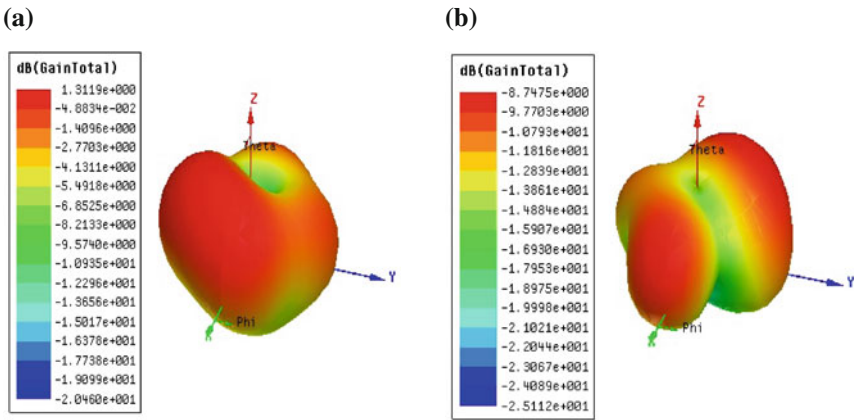 (a)
(b)
dB(GainTotal)
1.3119e+000
-4.8834e-002
-1.4096e+000
-2.7703e+000
-4.1311e+000
-5.4918e+000
-6.8525e+000
-8.2133e+000
-9.5740e+000
-1.0935e+001
-1.2296e+001
-1.3656e+001
-1.5017e+001
-1.6378e+001
-1.7738e+001
-1.9099e+001
-2.0460e+001
Z
Theta
Y
Phi
X
dB(GainTotal)
-8.7475e+000
-9.7703e+000
-1.0793e+001
-1.1816e+001
-1.2839e+001
-1.3861e+001
-1.4884e+001
-1.5907e+001
-1.6930e+001
-1.7953e+001
-1.8975e+001
-1.9998e+001
-2.1021e+001
-2.2044e+001
-2.3067e+001
-2.4089e+001
-2.5112e+001
Z
Theta
Y
Phi
X